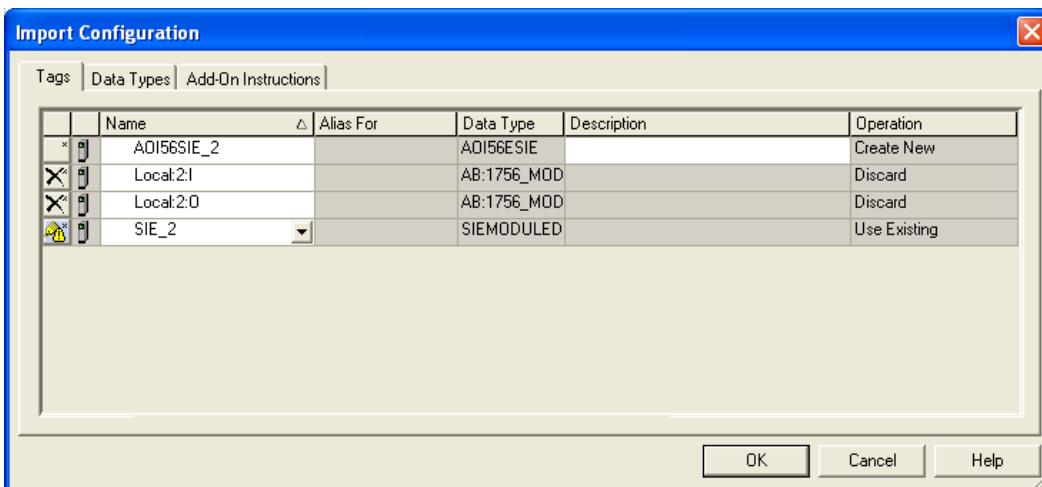 Import Configuration
Tags Data Types Add-On Instructions
Name Alias For Data Type Description Operation
AOI56SIE_2 AOI56ESIE Create New
Local:2:I AB:1756_MOD Discard
Local:2:O AB:1756_MOD Discard
SIE_2 SIEMODULED Use Existing
OK Cancel Help